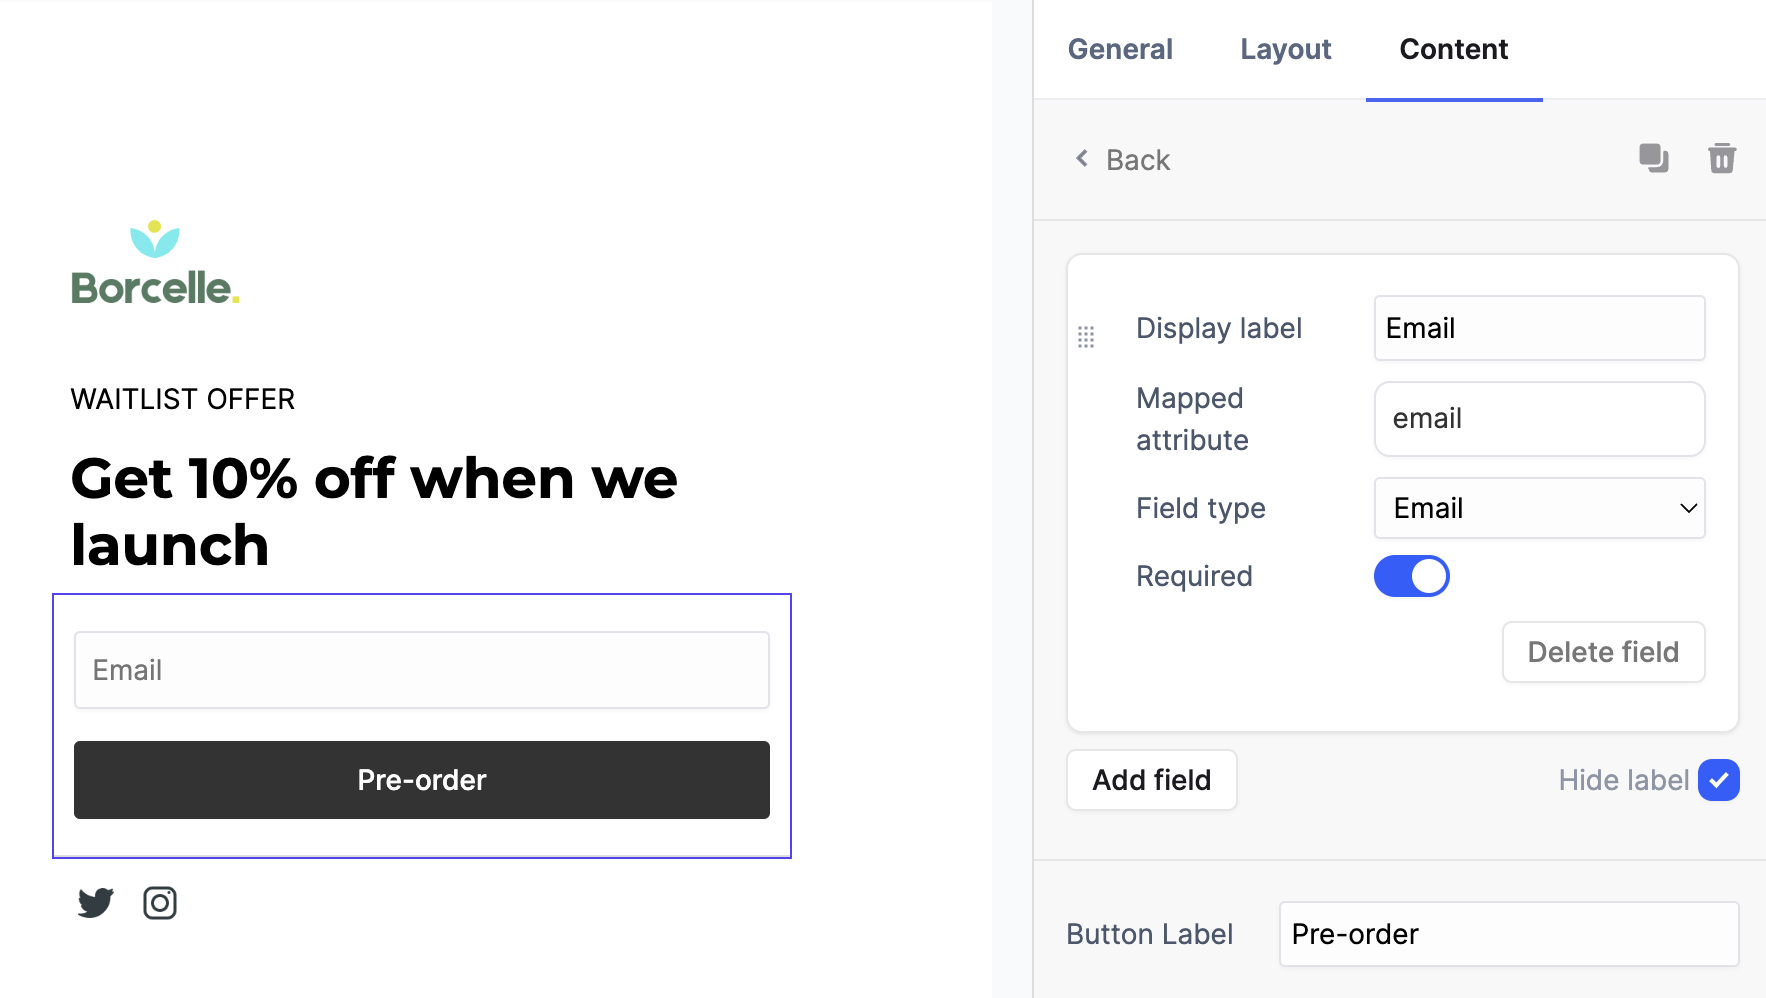 Borcelle.
WAITLIST OFFER
Get 10% off when we
launch
Email
Pre-order
General Layout Content
Back
Display label Email
Mapped
attribute
email
Field type Email
Required
Delete field
Add field Hide label
Button Label Pre-order